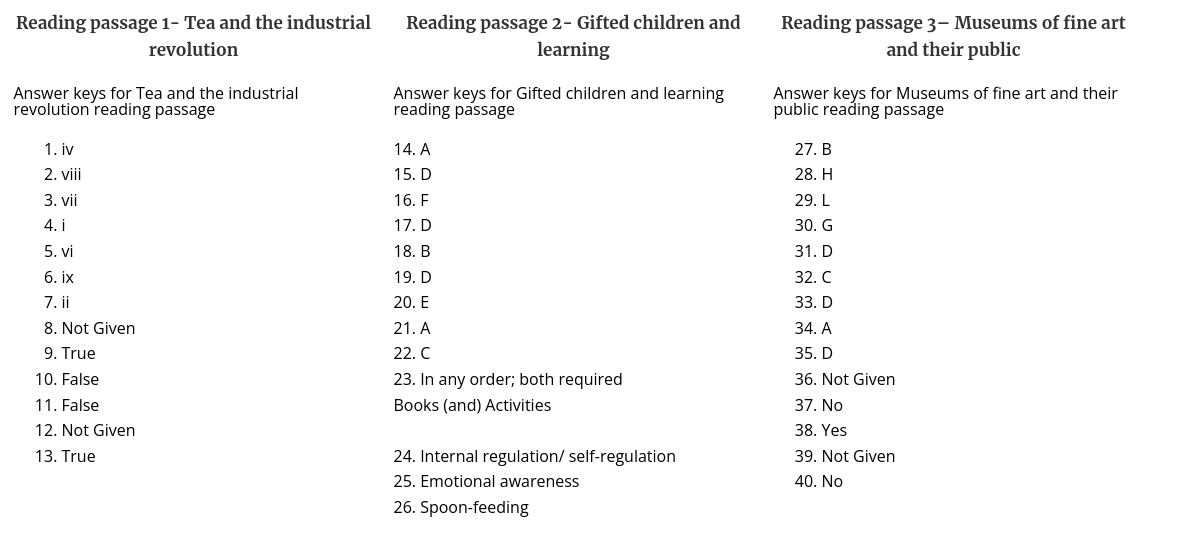 Reading passage 1- Tea and the industrial
revolution
Answer keys for Tea and the industrial
revolution reading passage
1. iv
2. viii
3. vii
4. i
5. vi
6. ix
7. ii
8. Not Given
9. True
10. False
11. False
12. Not Given
13. True
Reading passage 2- Gifted children and
learning
Answer keys for Gifted children and learning
reading passage
14. A
15. D
16. F
17. D
18. B
19. D
20. E
21. A
22. C
23. In any order; both required
Books (and) Activities
24. Internal regulation/ self-regulation
25. Emotional awareness
26. Spoon-feeding
Reading passage 3– Museums of fine art
and their public
Answer keys for Museums of fine art and their
public reading passage
27. B
28. H
29. L
30. G
31. D
32. C
33. D
34. A
35. D
36. Not Given
37. No
38. Yes
39. Not Given
40. No